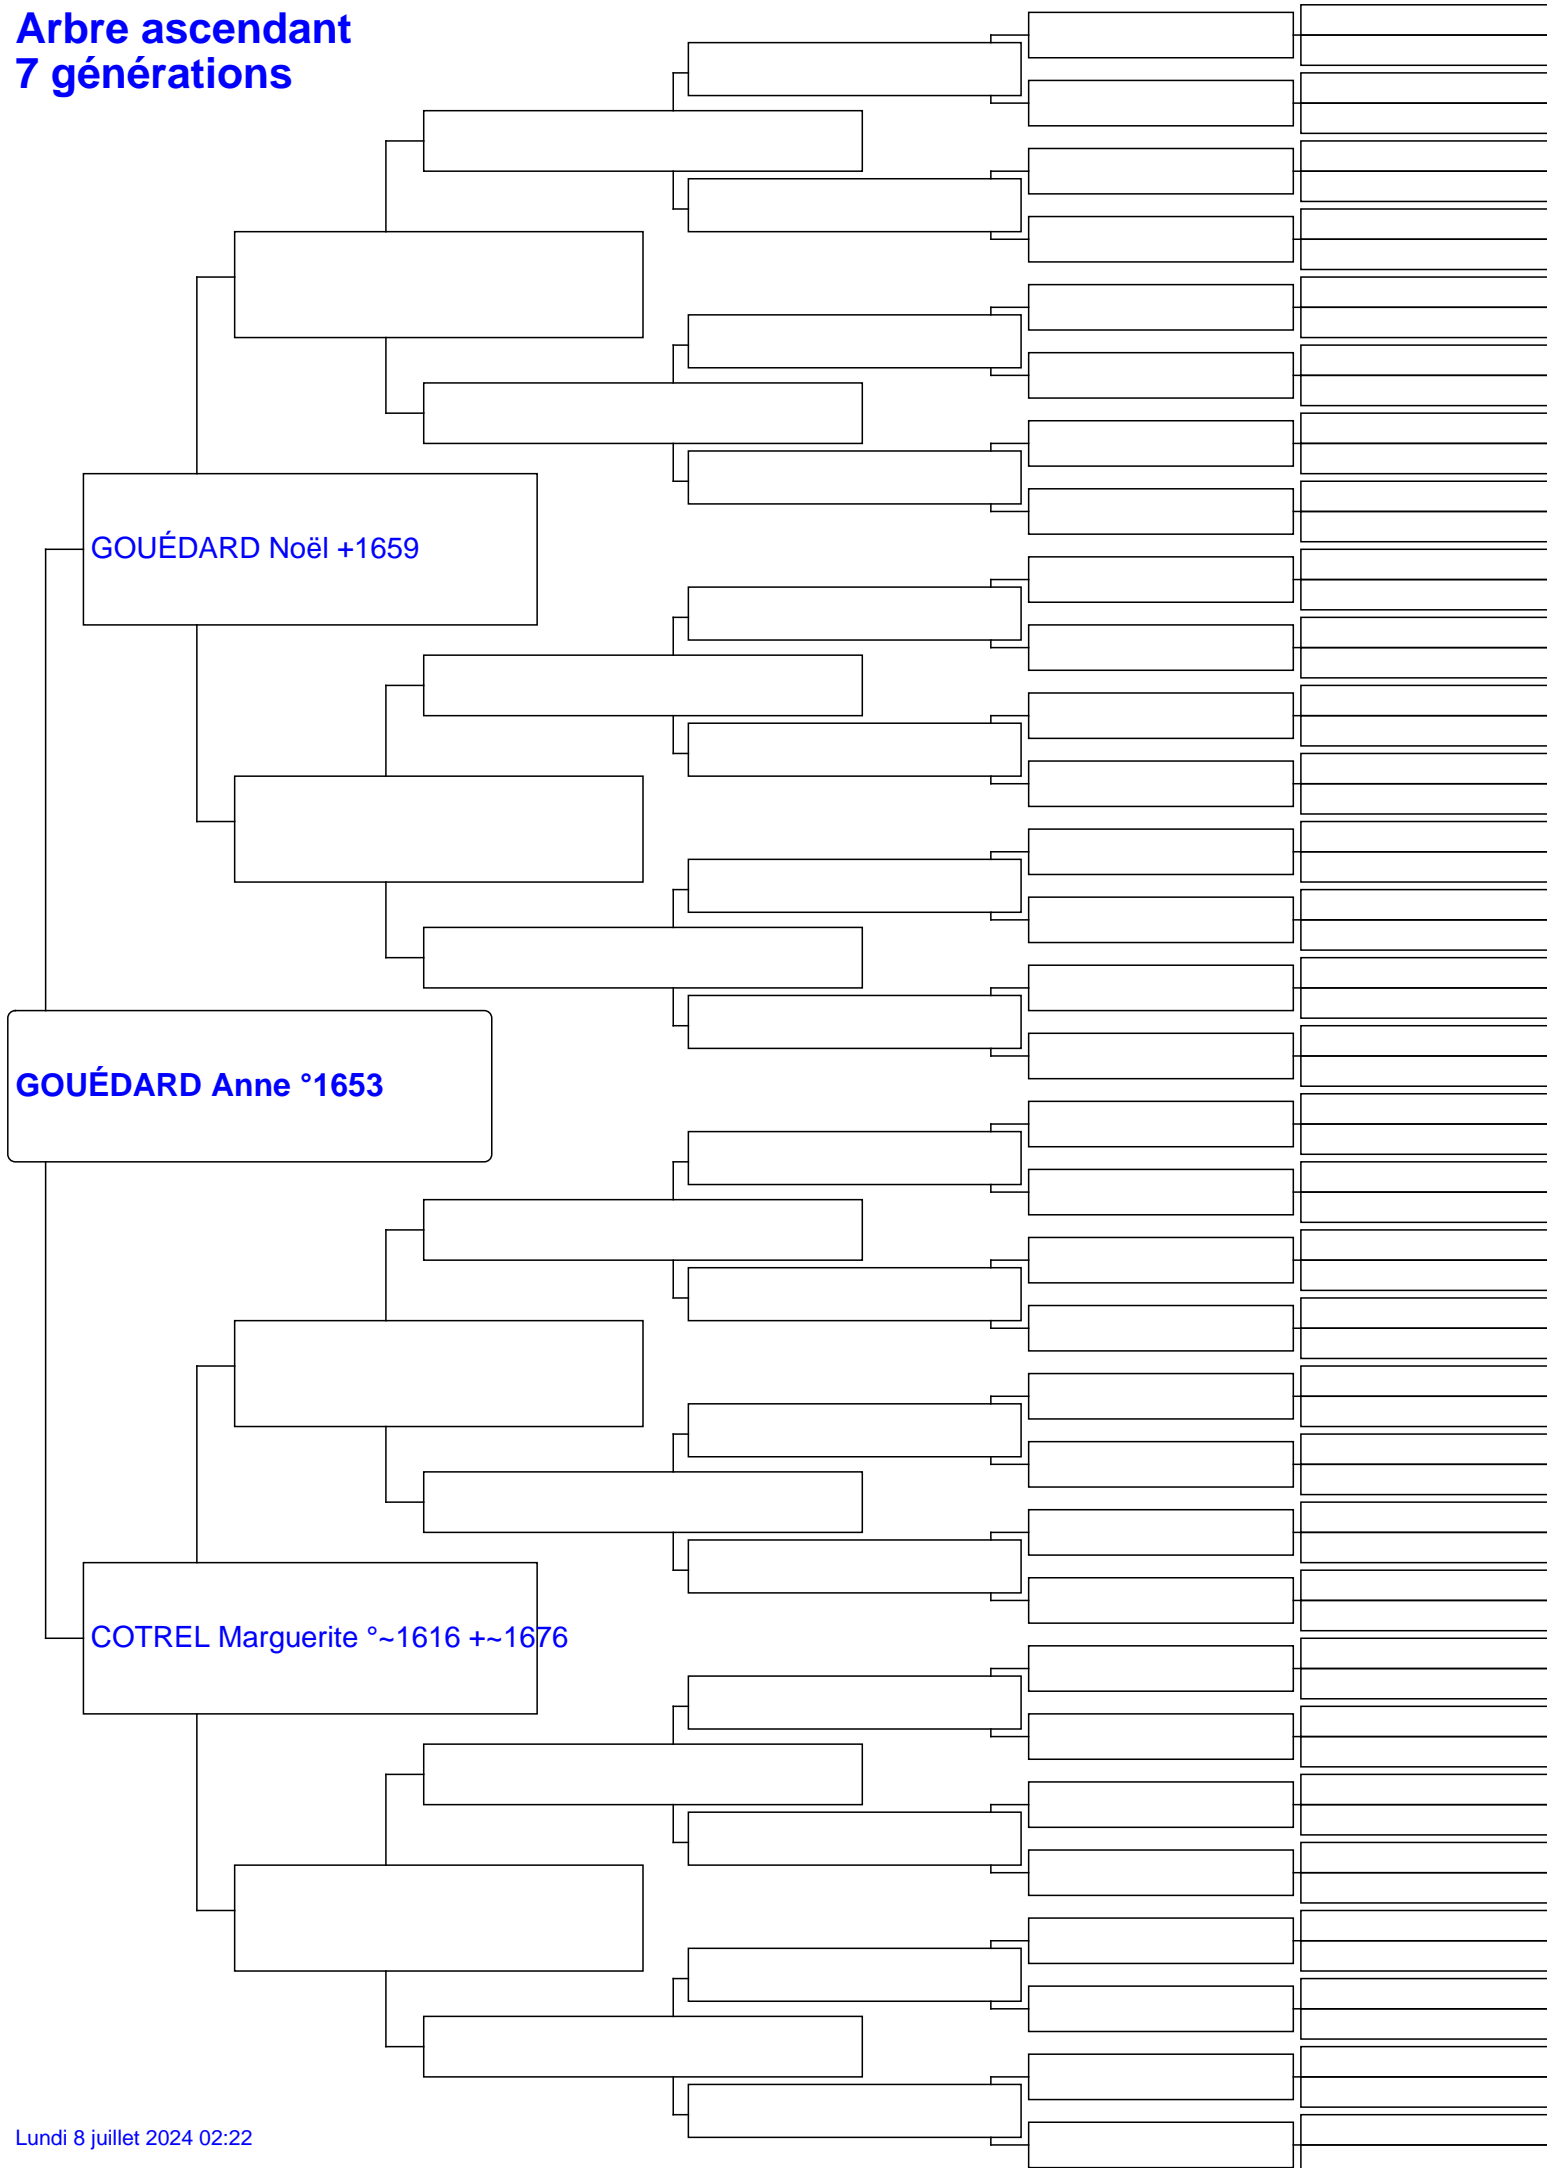 Arbre ascendant
7 générations
GOUÉDARD Noël +1659
GOUÉDARD Anne °1653
COTREL Marguerite °~1616 +~1676
Lundi 8 juillet 2024 02:22